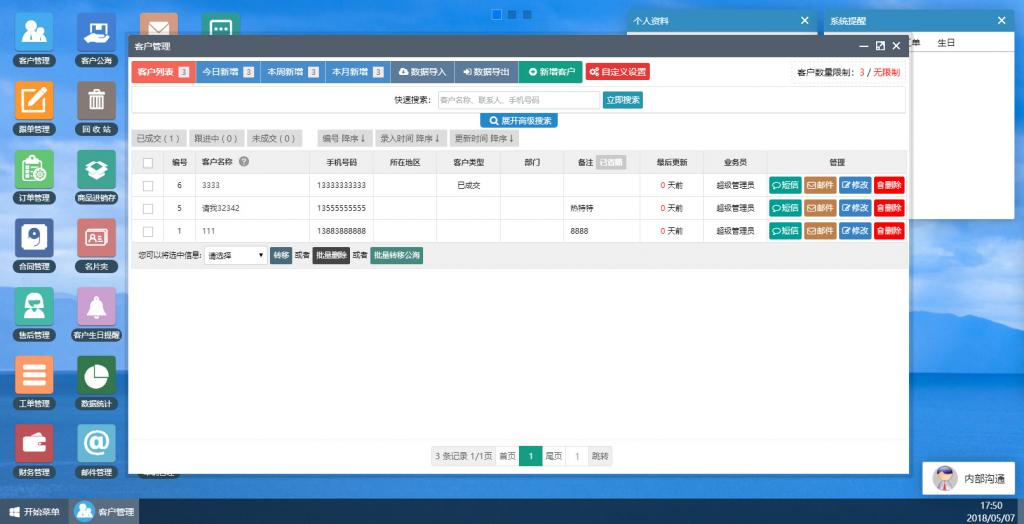 个人资料
系统提醒
生日
客户管理
客户公海
跟单管理
回 收 站
订单管理
商品进销存
合同管理
名片夹
售后管理
客户生日提醒
工单管理
数据统计
财务管理
邮件管理
客户管理
客户列表 3
今日新增 3
本周新增 3
本月新增 3
数据导入
数据导出
新增客户
自定义设置
客户数量限制: 3 / 无限制
快速搜索: 客户名称、联系人、手机号码 立即搜索
展开高级搜索
已成交 ( 1 ) 跟进中 ( 0 ) 未成交 ( 0 ) 编号 降序↓ 录入时间 降序↓ 更新时间 降序↓
编号 客户名称 ? 手机号码 所在地区 客户类型 部门 备注 已省略 最后更新 业务员 管理
6 3333 13333333333 已成交 0 天前 超级管理员 短信 邮件 修改 删除
5 请我32342 13555555555 热特特 0 天前 超级管理员 短信 邮件 修改 删除
1 111 13883888888 8888 0 天前 超级管理员 短信 邮件 修改 删除
您可以将选中信息: 请选择 转移 或者 批量删除 或者 批量转移公海
3 条记录 1/1页 首页 1 尾页 1 跳转
内部沟通
开始菜单
客户管理
17:50
2018/05/07